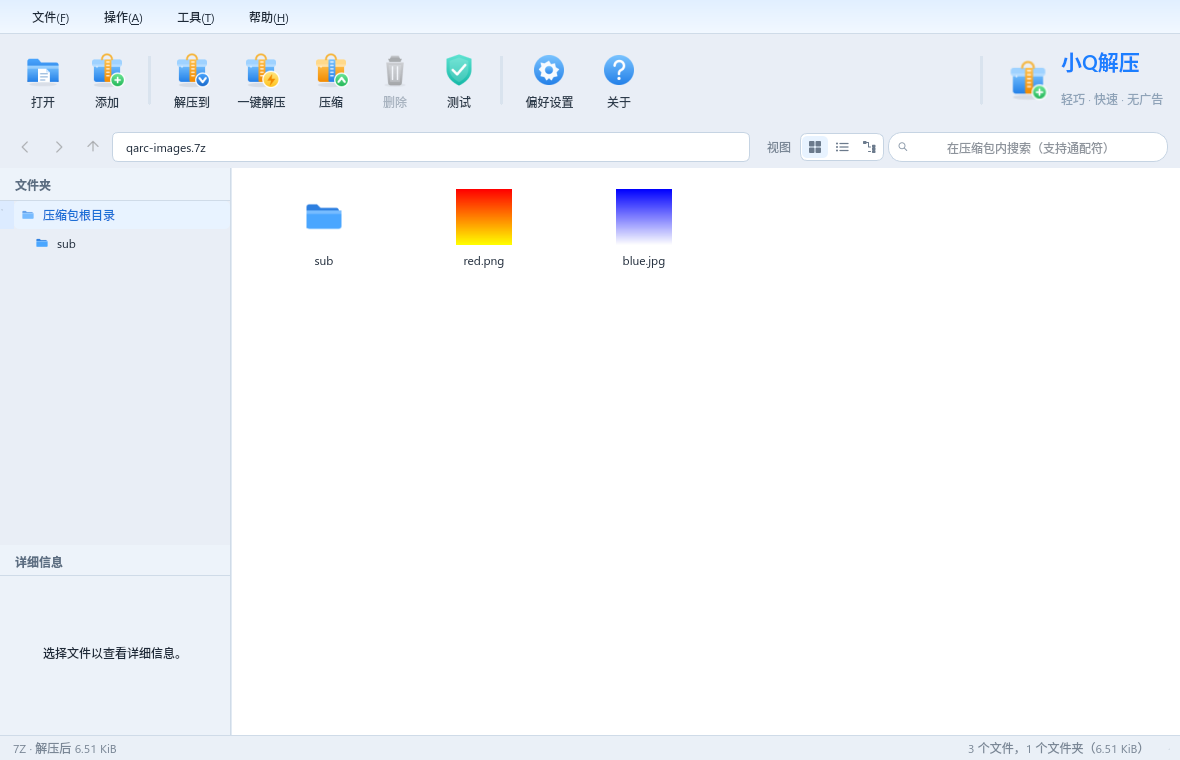 文件(F) 操作(A) 工具(T) 帮助(H)
打开 添加 解压到 一键解压 压缩 删除 测试 偏好设置 关于
小Q解压
轻巧 · 快速 · 无广告
qarc-images.7z 视图 在压缩包内搜索（支持通配符）
文件夹
压缩包根目录
sub
sub red.png blue.jpg
详细信息
选择文件以查看详细信息。
7Z · 解压后 6.51 KiB 3 个文件，1 个文件夹（6.51 KiB）